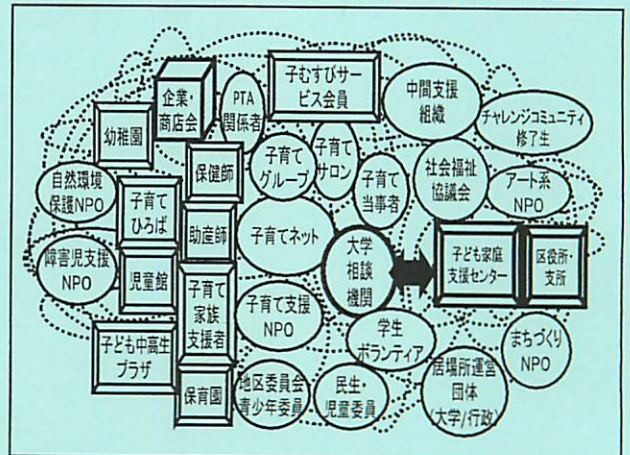 子むすびサー
ビス会員
企業・
商店会
PTA
関係者
中間支援
組織
チャレンジコミュニティ
修了生
幼稚園
保健師
子育て
グループ
子育て
サロン
子育て
当事者
社会福祉
協議会
アート系
NPO
自然環境
保護NPO
子育て
ひろば
助産師
子育てネット
大学
相談
機関
子ども家庭
支援センター
区役所・
支所
障害児支援
NPO
児童館
子育て
家族
支援者
子育て支援
NPO
学生
ボランティア
まちづくり
NPO
子ども中高生
プラザ
保育園
地区委員会
青少年委員
民生・
児童委員
居場所運営
団体
(大学/行政)